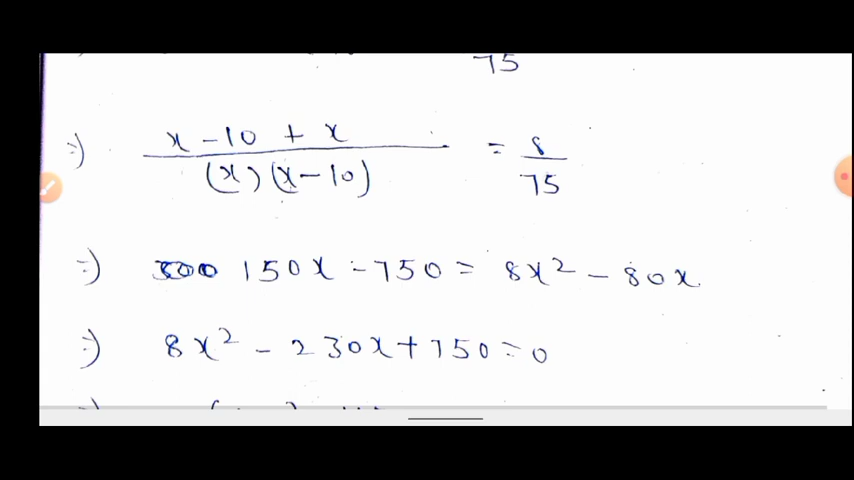 75
⇒) x - 10 + x / (x) (x - 10) = 8 / 75
⇒) 150x - 750 = 8x² - 80x
⇒) 8x² - 230x + 750 = 0